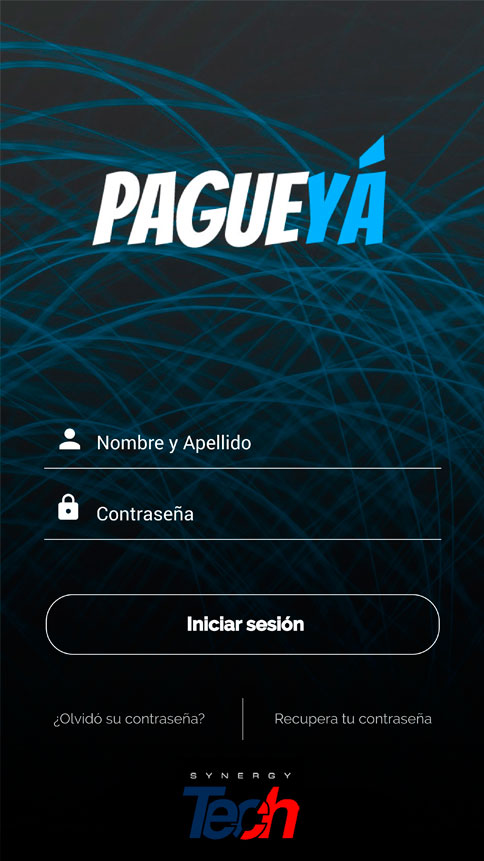 PAGUEYÁ
Nombre y Apellido
Contraseña
Iniciar sesión
¿Olvidó su contraseña? Recupera tu contraseña
SYNERGY
Tech